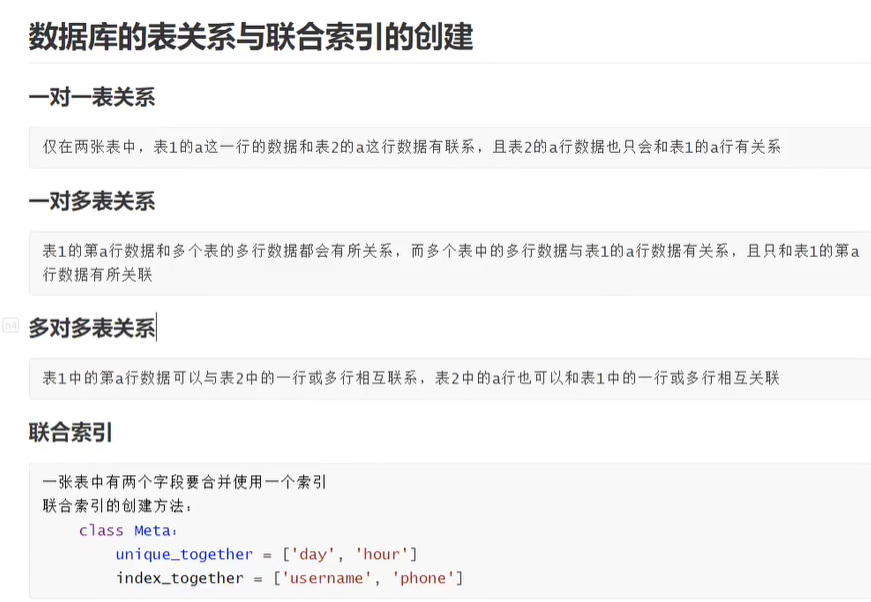 数据库的表关系与联合索引的创建
一对一表关系
仅在两张表中，表1的a这一行的数据和表2的a这行数据有联系，且表2的a行数据也只会和表1的a行有关系
一对多表关系
表1的第a行数据和多个表的多行数据都会有所关系，而多个表中的多行数据与表1的a行数据有关系，且只和表1的第a
行数据有所关联
h4
多对多表关系
表1中的第a行数据可以与表2中的一行或多行相互联系，表2中的a行也可以和表1中的一行或多行相互关联
联合索引
一张表中有两个字段要合并使用一个索引
联合索引的创建方法：
class Meta:
unique_together = ['day', 'hour']
index_together = ['username', 'phone']